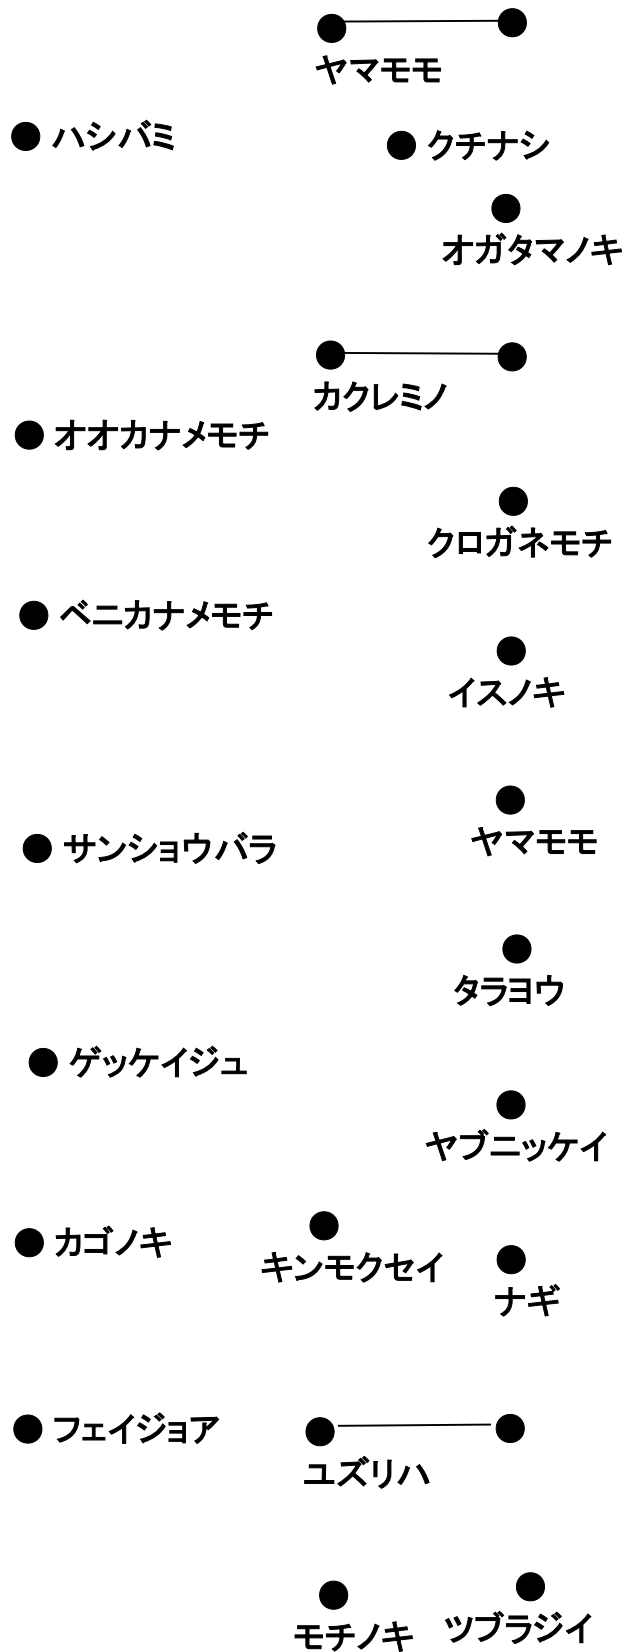 ヤマモモ
ハシバミ
クチナシ
オガタマノキ
カクレミノ
オオカナメモチ
クロガネモチ
ベニカナメモチ
イスノキ
サンショウバラ
ヤマモモ
タラヨウ
ゲッケイジュ
ヤブニッケイ
カゴノキ
キンモクセイ
ナギ
フェイジョア
ユズリハ
モチノキ
ツブラジイ